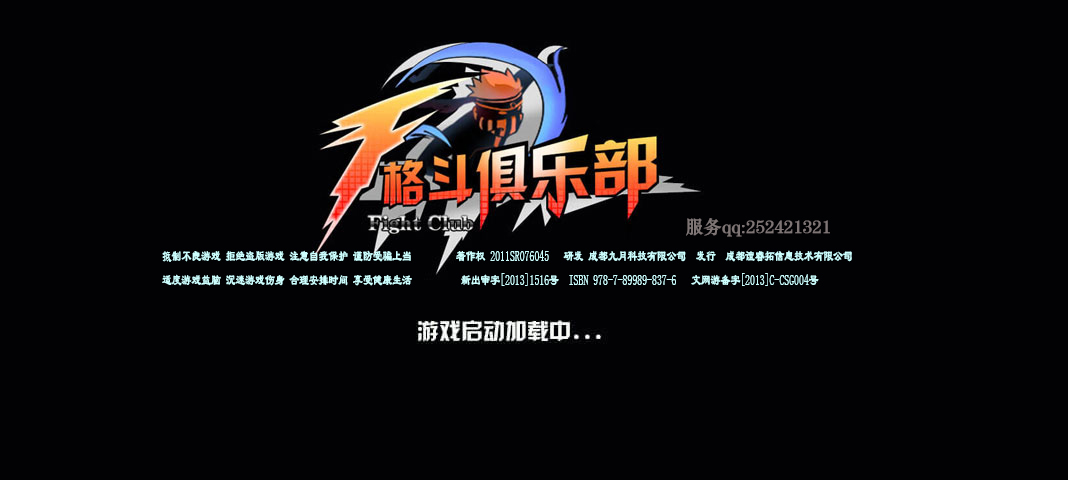 格斗俱乐部
Fight Club
服务qq:252421321
抵制不良游戏 拒绝盗版游戏 注意自我保护 谨防受骗上当 著作权 2011SR076045 研发 成都九月科技有限公司 发行 成都谊睿拓信息技术有限公司
适度游戏益脑 沉迷游戏伤身 合理安排时间 享受健康生活 新出审字[2013]1516号 ISBN 978-7-89989-837-6 文网游备字[2013]C-CSG004号
游戏启动加载中...